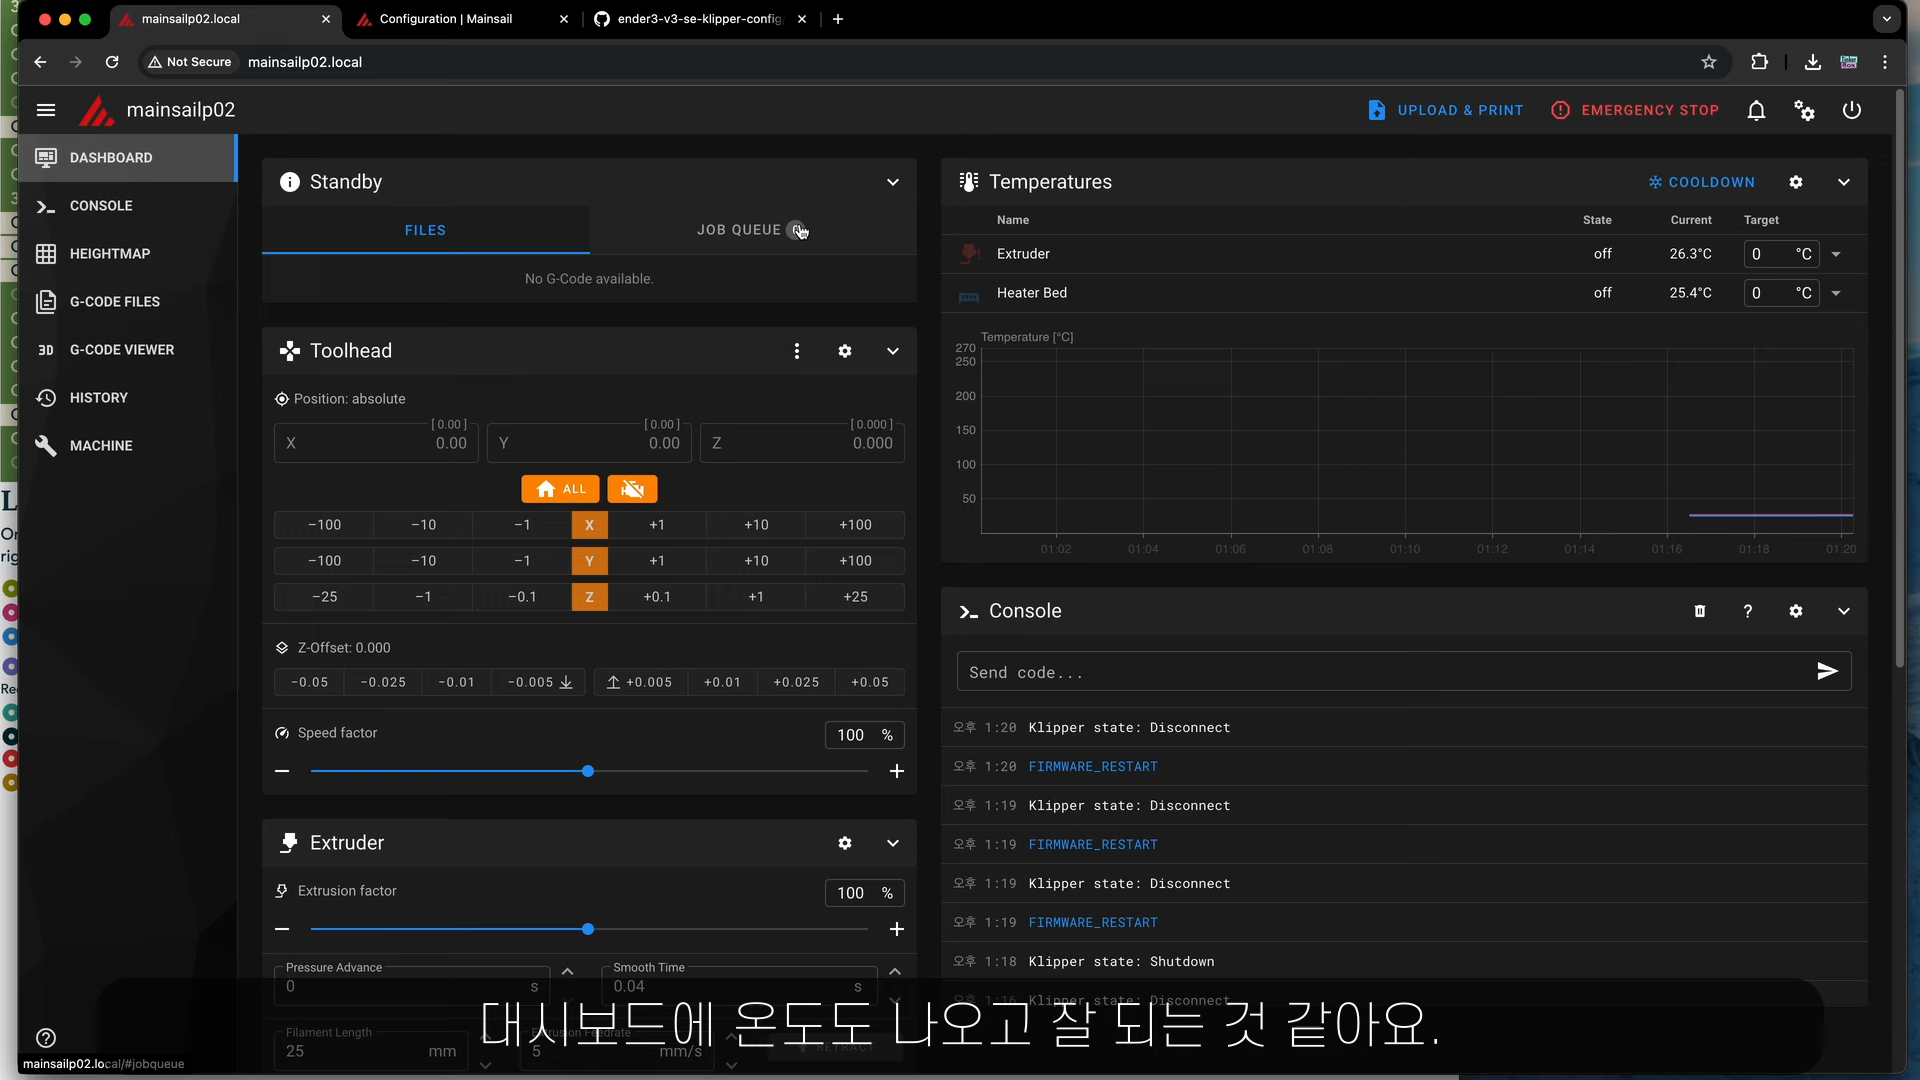 mainsailp02.local
Configuration | Mainsail
ender3-v3-se-klipper-config
Not Secure
mainsailp02.local
mainsailp02
UPLOAD & PRINT
EMERGENCY STOP
DASHBOARD
CONSOLE
HEIGHTMAP
G-CODE FILES
3D G-CODE VIEWER
HISTORY
MACHINE
Standby
FILES
JOB QUEUE
No G-Code available.
Toolhead
Position: absolute
X [ 0.00 ] 0.00
Y [ 0.00 ] 0.00
Z [ 0.000 ] 0.000
ALL
−100 −10 −1 X +1 +10 +100
−100 −10 −1 Y +1 +10 +100
−25 −1 −0.1 Z +0.1 +1 +25
Z-Offset: 0.000
−0.05 −0.025 −0.01 −0.005 +0.005 +0.01 +0.025 +0.05
Speed factor
100 %
Extruder
Extrusion factor
100 %
Pressure Advance
0 s
Smooth Time
0.04 s
Filament Length
25 mm
Extrusion Feedrate
5 mm/s
RETRACT
Temperatures
COOLDOWN
Name State Current Target
Extruder off 26.3°C 0 °C
Heater Bed off 25.4°C 0 °C
Temperature [°C]
270
250
200
150
100
50
01:02 01:04 01:06 01:08 01:10 01:12 01:14 01:16 01:18 01:20
Console
Send code...
오후 1:20 Klipper state: Disconnect
오후 1:20 FIRMWARE_RESTART
오후 1:19 Klipper state: Disconnect
오후 1:19 FIRMWARE_RESTART
오후 1:19 Klipper state: Disconnect
오후 1:19 FIRMWARE_RESTART
오후 1:18 Klipper state: Shutdown
오후 1:16 Klipper state: Disconnect
대시보드에 온도도 나오고 잘 되는 것 같아요.
mainsailp02.local/#jobqueue